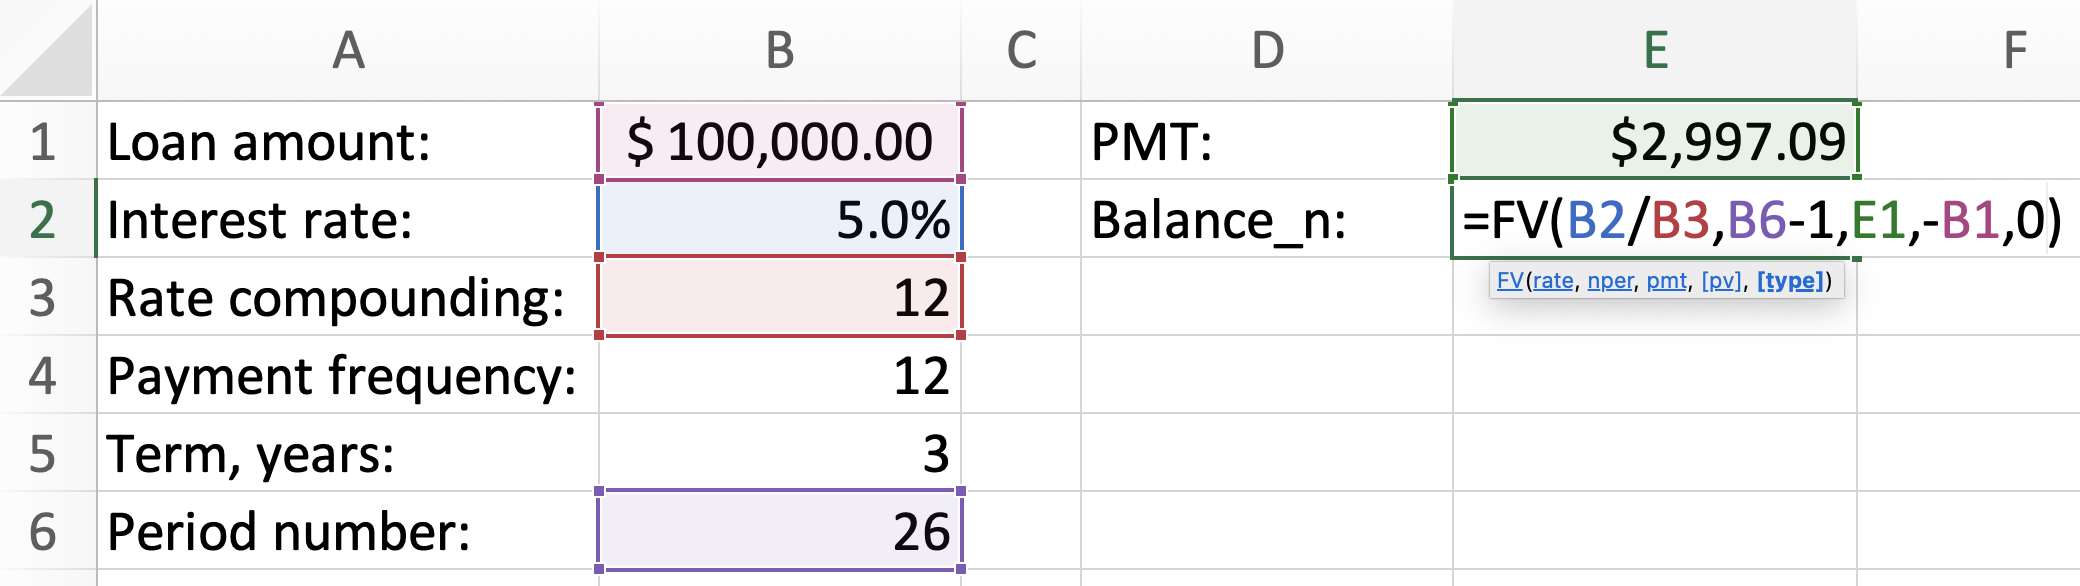 A B C D E F
1 Loan amount: $ 100,000.00 PMT: $2,997.09
2 Interest rate: 5.0% Balance_n: =FV(B2/B3,B6-1,E1,-B1,0)
FV(rate, nper, pmt, [pv], [type])
3 Rate compounding: 12
4 Payment frequency: 12
5 Term, years: 3
6 Period number: 26